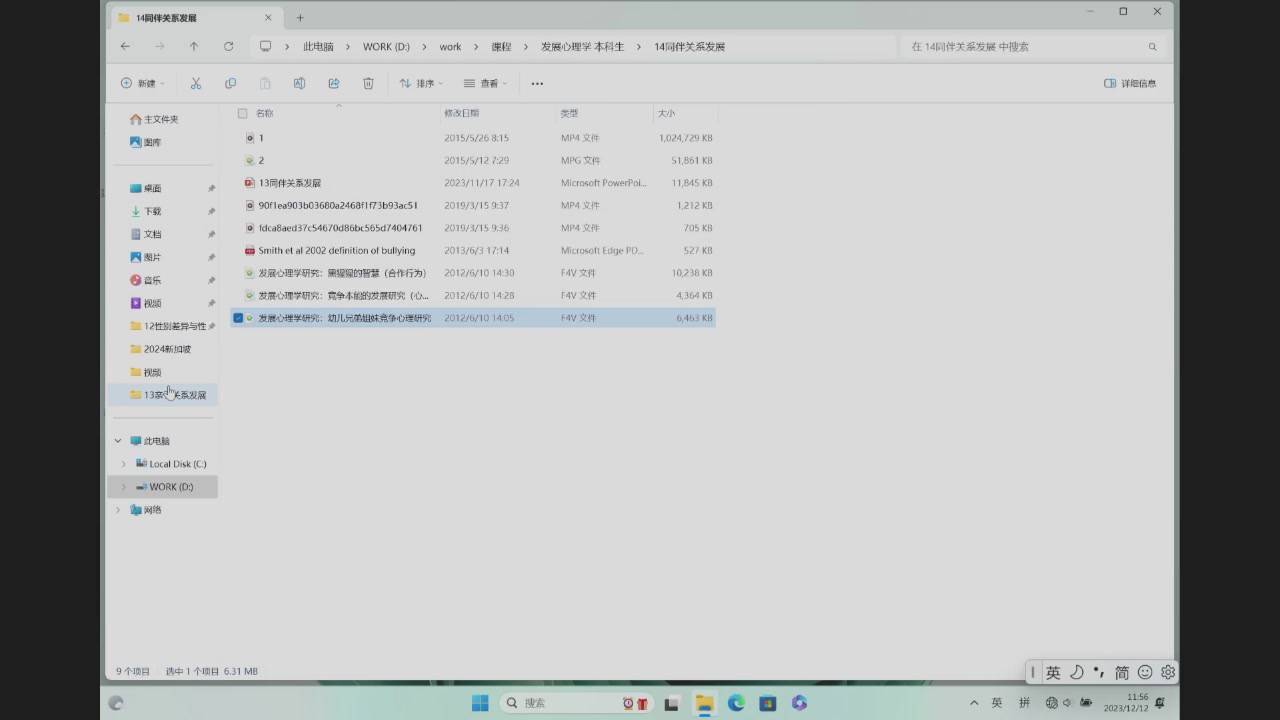 14同伴关系发展
此电脑 > WORK (D:) > work > 课程 > 发展心理学 本科生 > 14同伴关系发展
在 14同伴关系发展 中搜索
新建 排序 查看 ... 详细信息
主文件夹
图库
桌面
下载
文档
图片
音乐
视频
12性别差异与性
2024新加坡
视频
关系发展
此电脑
Local Disk (C:)
WORK (D:)
网络
名称 修改日期 类型 大小
1 2015/5/26 8:15 MP4 文件 1,024,729 KB
2 2015/5/12 7:29 MPG 文件 51,861 KB
13同伴关系发展 2023/11/17 17:24 Microsoft PowerPoi... 11,845 KB
90f1ea903b03680a2468f1f73b93ac51 2019/3/15 9:37 MP4 文件 1,212 KB
fdca8aed37c54670d86bc565d7404761 2019/3/15 9:36 MP4 文件 705 KB
Smith et al 2002 definition of bullying 2013/6/3 17:14 Microsoft Edge PD... 527 KB
发展心理学研究：黑猩猩的智慧（合作行为） 2012/6/10 14:30 F4V 文件 10,238 KB
发展心理学研究：竞争本能的发展研究（心... 2012/6/10 14:28 F4V 文件 4,364 KB
发展心理学研究：幼儿兄弟姐妹竞争心理研究 2012/6/10 14:05 F4V 文件 6,463 KB
9 个项目 选中 1 个项目 6.31 MB
英 简
搜索
英 拼 11:56
2023/12/12